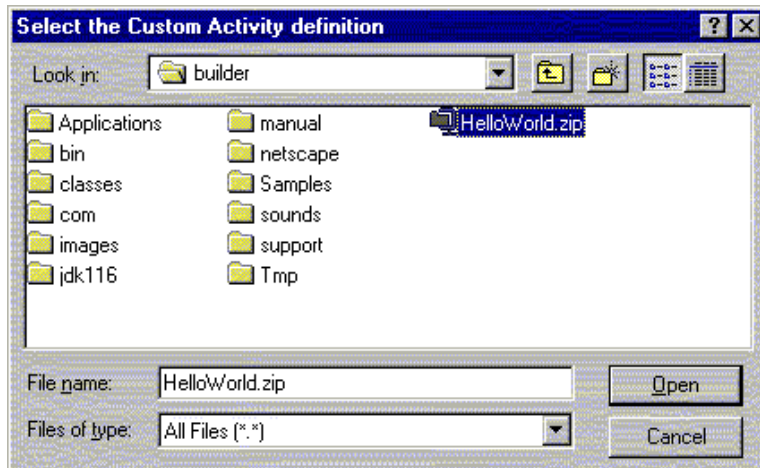 Select the Custom Activity definition
Look in: builder
Applications manual HelloWorld.zip
bin netscape
classes Samples
com sounds
images support
jdk116 Tmp
File name: HelloWorld.zip Open
Files of type: All Files (*.*) Cancel